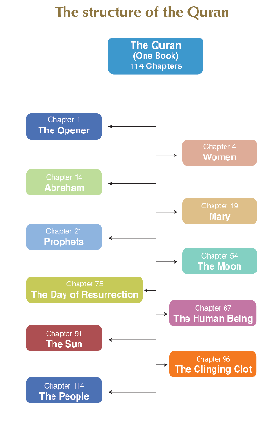 The structure of the Quran
The Quran
(One Book)
114 Chapters
Chapter 1
The Opener
Chapter 4
Women
Chapter 14
Abraham
Chapter 19
Mary
Chapter 21
Prophets
Chapter 54
The Moon
Chapter 75
The Day of Resurrection
Chapter 67
The Human Being
Chapter 91
The Sun
Chapter 96
The Clinging Clot
Chapter 114
The People